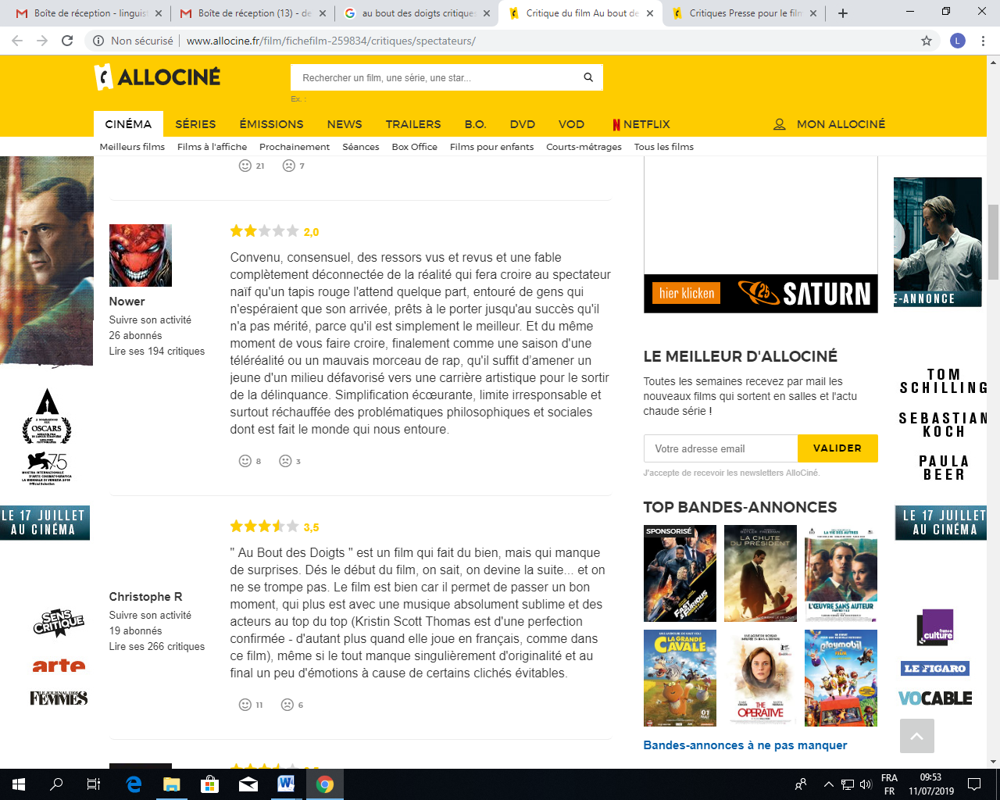 Boîte de réception - linguist
Boîte de réception (13) - de
au bout des doigts critiques
Critique du film Au bout de
Critiques Presse pour le film
Non sécurisé
www.allocine.fr/film/fichefilm-259834/critiques/spectateurs/
L
ALLOCINÉ
Rechercher un film, une série, une star...
Ex. :
CINÉMA SÉRIES ÉMISSIONS NEWS TRAILERS B.O. DVD VOD NETFLIX MON ALLOCINÉ
Meilleurs films Films à l'affiche Prochainement Séances Box Office Films pour enfants Courts-métrages Tous les films
21 7
2,0
Nower
Suivre son activité
26 abonnés
Lire ses 194 critiques
Convenu, consensuel, des ressors vus et revus et une fable
complètement déconnectée de la réalité qui fera croire au spectateur
naïf qu'un tapis rouge l'attend quelque part, entouré de gens qui
n'espéraient que son arrivée, prêts à le porter jusqu'au succès qu'il
n'a pas mérité, parce qu'il est simplement le meilleur. Et du même
moment de vous faire croire, finalement comme une saison d'une
téléréalité ou un mauvais morceau de rap, qu'il suffit d’amener un
jeune d'un milieu défavorisé vers une carrière artistique pour le sortir
de la délinquance. Simplification écœurante, limite irresponsable et
surtout réchauffée des problématiques philosophiques et sociales
dont est fait le monde qui nous entoure.
8 3
3,5
Christophe R
Suivre son activité
19 abonnés
Lire ses 266 critiques
" Au Bout des Doigts " est un film qui fait du bien, mais qui manque
de surprises. Dés le début du film, on sait, on devine la suite... et on
ne se trompe pas. Le film est bien car il permet de passer un bon
moment, qui plus est avec une musique absolument sublime et des
acteurs au top du top (Kristin Scott Thomas est d'une perfection
confirmée - d'autant plus quand elle joue en français, comme dans
ce film), même si le tout manque singulièrement d'originalité et au
final un peu d'émotions à cause de certains clichés évitables.
11 6
hier klicken
25
SATURN
LE MEILLEUR D'ALLOCINÉ
Toutes les semaines recevez par mail les
nouveaux films qui sortent en salles et l'actu
chaude série !
Votre adresse email
VALIDER
J'accepte de recevoir les newsletters AlloCiné.
TOP BANDES-ANNONCES
SPONSORISÉ
FAST & FURIOUS
BUTLER FREEMAN
LA CHUTE
DU PRÉSIDENT
LA VIE DES AUTRES
L'ŒUVRE SANS AUTEUR
LA GRANDE
CAVALE
01
MAI
THE
OPERATIVE
playmobil
Bandes-annonces à ne pas manquer
OSCARS
75
LE 17 JUILLET
AU CINÉMA
SENS
CRITIQUE
arte
LE JOURNAL DES
FEMMES
E-ANNONCE
TOM
SCHILLING
SEBASTIAN
KOCH
PAULA
BEER
LE 17 JUILLET
AU CINÉMA
france
culture
LE FIGARO
VOCABLE
FRA
FR
09:53
11/07/2019